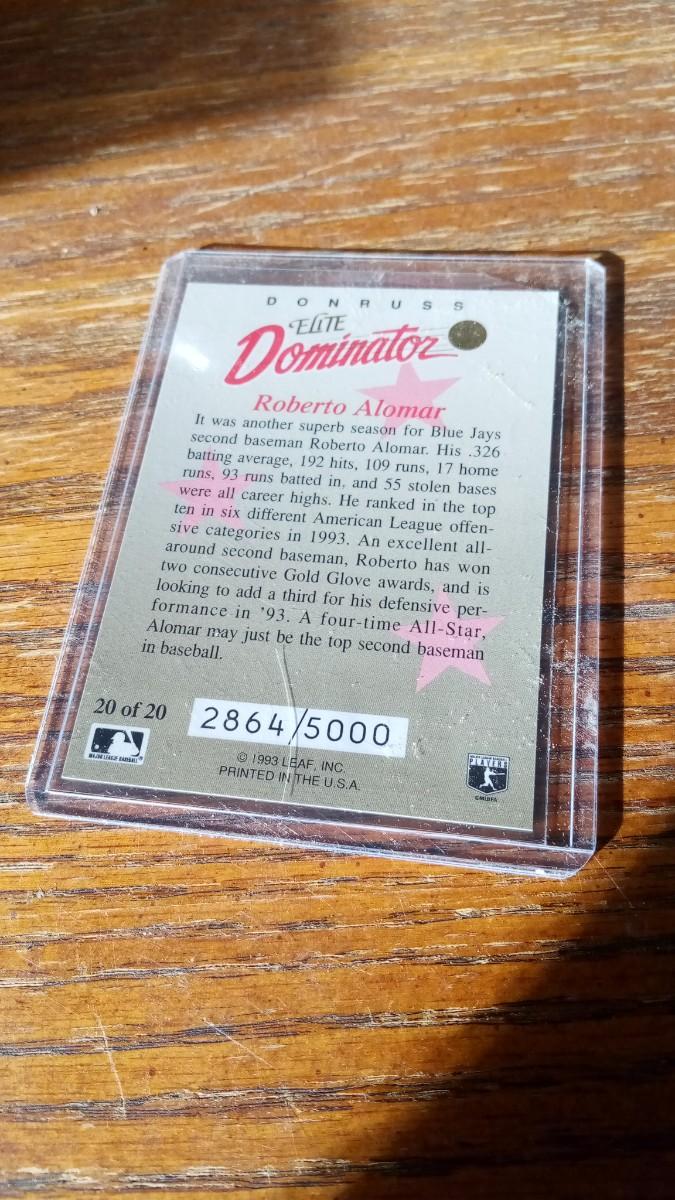 DONRUSS
ELITE
Dominator
Roberto Alomar
It was another superb season for Blue Jays
second baseman Roberto Alomar. His .326
batting average, 192 hits, 109 runs, 17 home
runs, 93 runs batted in, and 55 stolen bases
were all career highs. He ranked in the top
ten in six different American League offen-
sive categories in 1993. An excellent all-
around second baseman, Roberto has won
two consecutive Gold Glove awards, and is
looking to add a third for his defensive per-
formance in '93. A four-time All-Star,
Alomar may just be the top second baseman
in baseball.
20 of 20
2864/5000
MAJOR LEAGUE BASEBALL
© 1993 LEAF, INC.
PRINTED IN THE U.S.A.
PLAYERS
©MLBPA